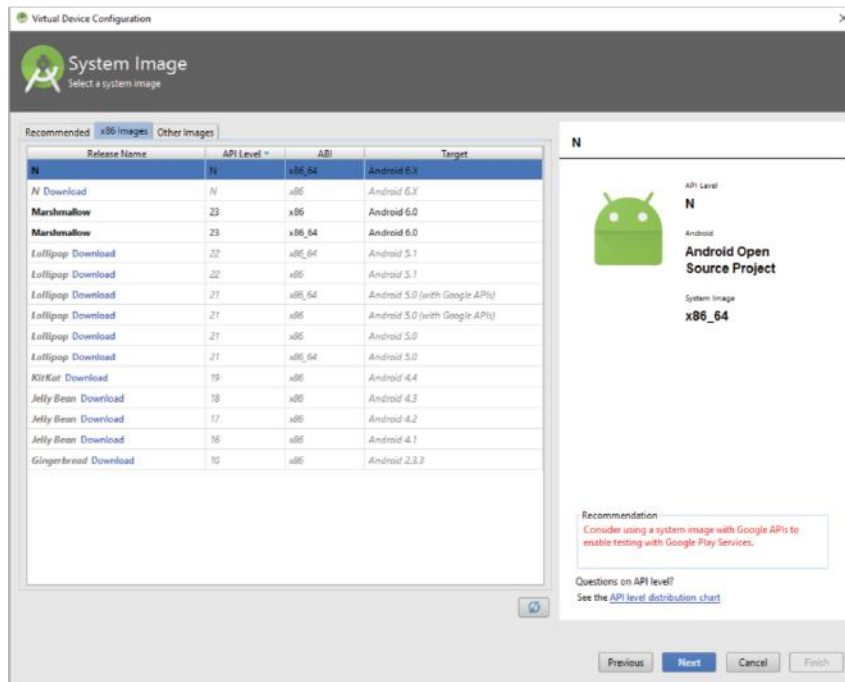 Virtual Device Configuration
System Image
Select a system image
Recommended x86 Images Other Images
Release Name API Level ABI Target
N N x86_64 Android 6.X
N Download N x86 Android 6.X
Marshmallow 23 x86 Android 6.0
Marshmallow 23 x86_64 Android 6.0
Lollipop Download 22 x86_64 Android 5.1
Lollipop Download 22 x86 Android 5.1
Lollipop Download 21 x86_64 Android 5.0 (with Google APIs)
Lollipop Download 21 x86 Android 5.0 (with Google APIs)
Lollipop Download 21 x86 Android 5.0
Lollipop Download 21 x86_64 Android 5.0
KitKat Download 19 x86 Android 4.4
Jelly Bean Download 18 x86 Android 4.3
Jelly Bean Download 17 x86 Android 4.2
Jelly Bean Download 16 x86 Android 4.1
Gingerbread Download 10 x86 Android 2.3.3
N
API Level
N
Android
Android Open
Source Project
System Image
x86_64
Recommendation
Consider using a system image with Google APIs to
enable testing with Google Play Services.
Questions on API level?
See the API level distribution chart
Previous Next Cancel Finish